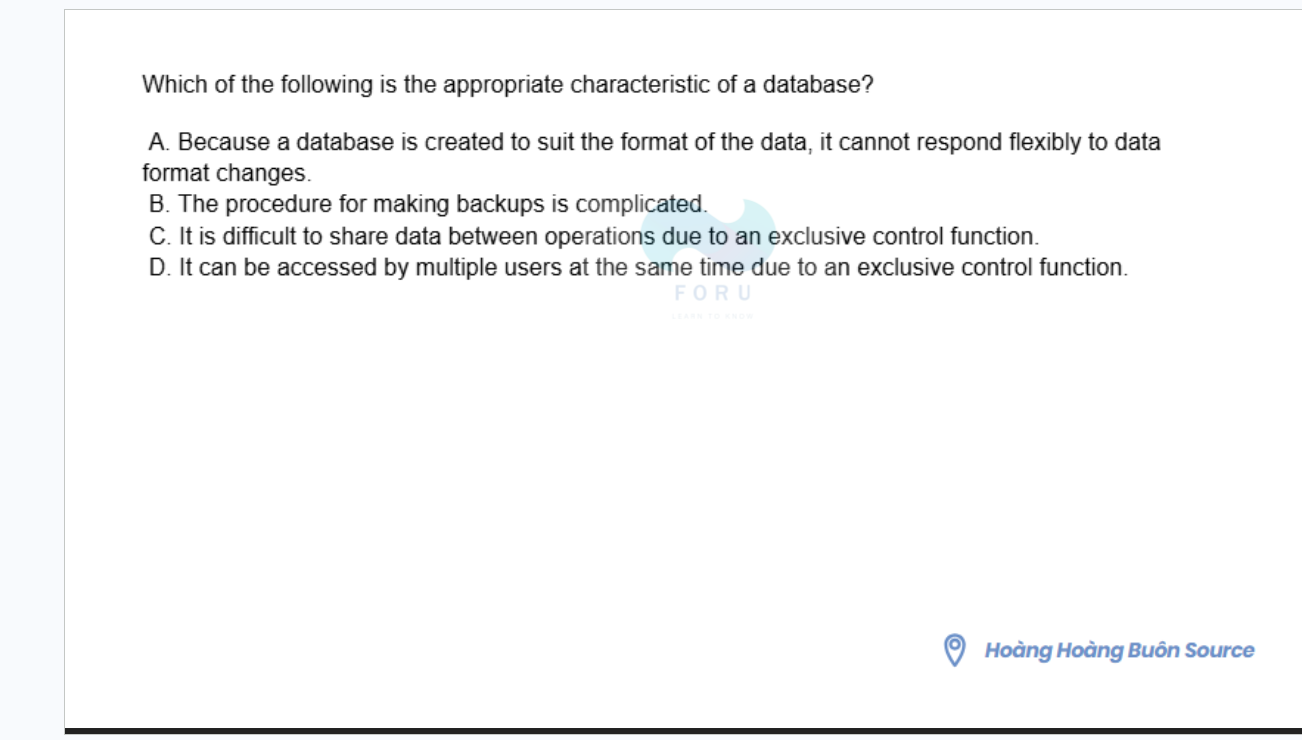 Which of the following is the appropriate characteristic of a database?
A. Because a database is created to suit the format of the data, it cannot respond flexibly to data
format changes.
B. The procedure for making backups is complicated.
C. It is difficult to share data between operations due to an exclusive control function.
D. It can be accessed by multiple users at the same time due to an exclusive control function.
FORU
LEARN TO KNOW
Hoàng Hoàng Buôn Source